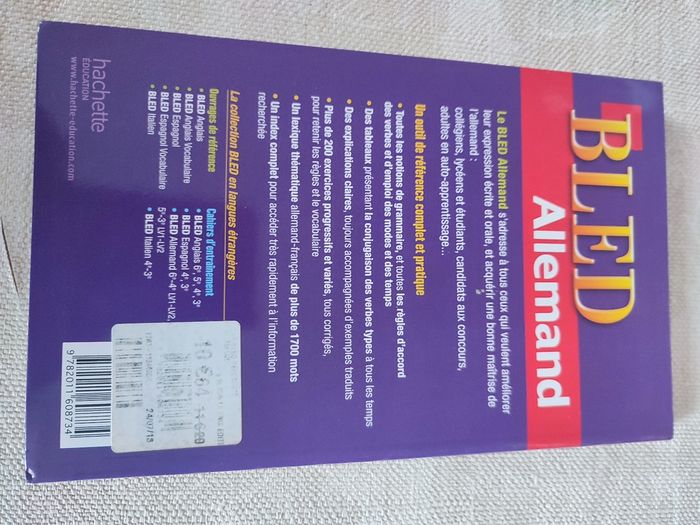 BLED
Allemand
Le BLED Allemand s'adresse à tous ceux qui veulent améliorer
leur expression écrite et orale, et acquérir une bonne maîtrise de
l'allemand :
collégiens, lycéens et étudiants, candidats aux concours,
adultes en auto-apprentissage...
Un outil de référence complet et pratique
• Toutes les notions de grammaire, et toutes les règles d'accord
des verbes et d'emploi des modes et des temps
• Des tableaux présentant la conjugaison des verbes types à tous les temps
• Des explications claires, toujours accompagnées d'exemples traduits
• Plus de 200 exercices progressifs et variés, tous corrigés,
pour retenir les règles et le vocabulaire
• Un lexique thématique allemand-français de plus de 1700 mots
• Un index complet pour accéder très rapidement à l'information
recherchée
La collection BLED en langues étrangères
Ouvrages de référence
• BLED Anglais
• BLED Anglais Vocabulaire
• BLED Espagnol
• BLED Espagnol Vocabulaire
• BLED Italien
Cahiers d'entraînement
• BLED Anglais 6e, 5e, 4e, 3e
• BLED Espagnol 4e, 3e
• BLED Allemand 6e-4e LV1-LV2,
5e-3e LV1-LV2
• BLED Italien 4e-3e
hachette
ÉDUCATION
www.hachette-education.com
24/07/18
9 782011 608734